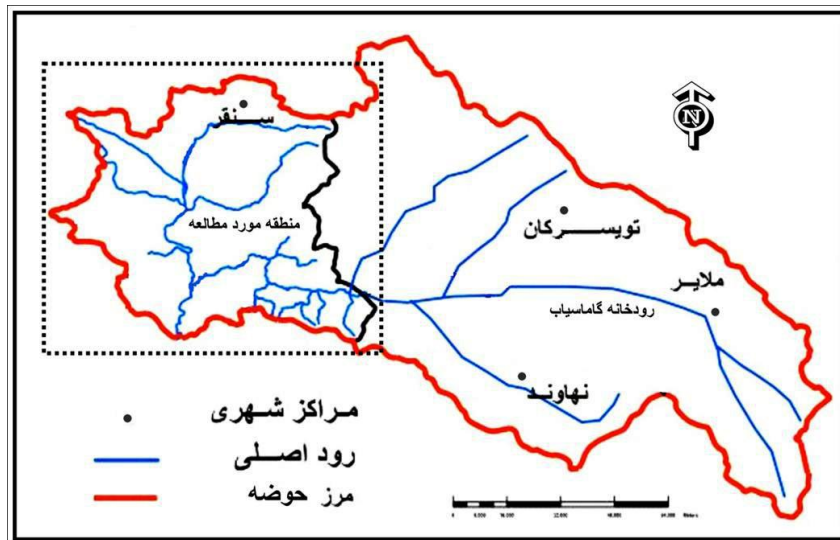 سنقر
N
منطقه مورد مطالعه
تویسرکان
ملایر
رودخانه گاماسیاب
نهاوند
مراکز شهری
رود اصلی
مرز حوضه